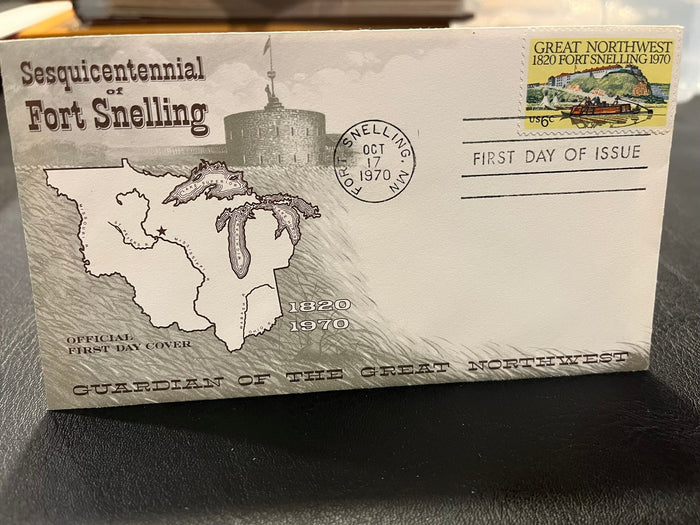 Sesquicentennial
of
Fort Snelling
GREAT NORTHWEST
1820 FORT SNELLING 1970
US 6c
FORT SNELLING, MN
OCT
17
1970
FIRST DAY OF ISSUE
1820
1970
OFFICIAL
FIRST DAY COVER
GUARDIAN OF THE GREAT NORTHWEST